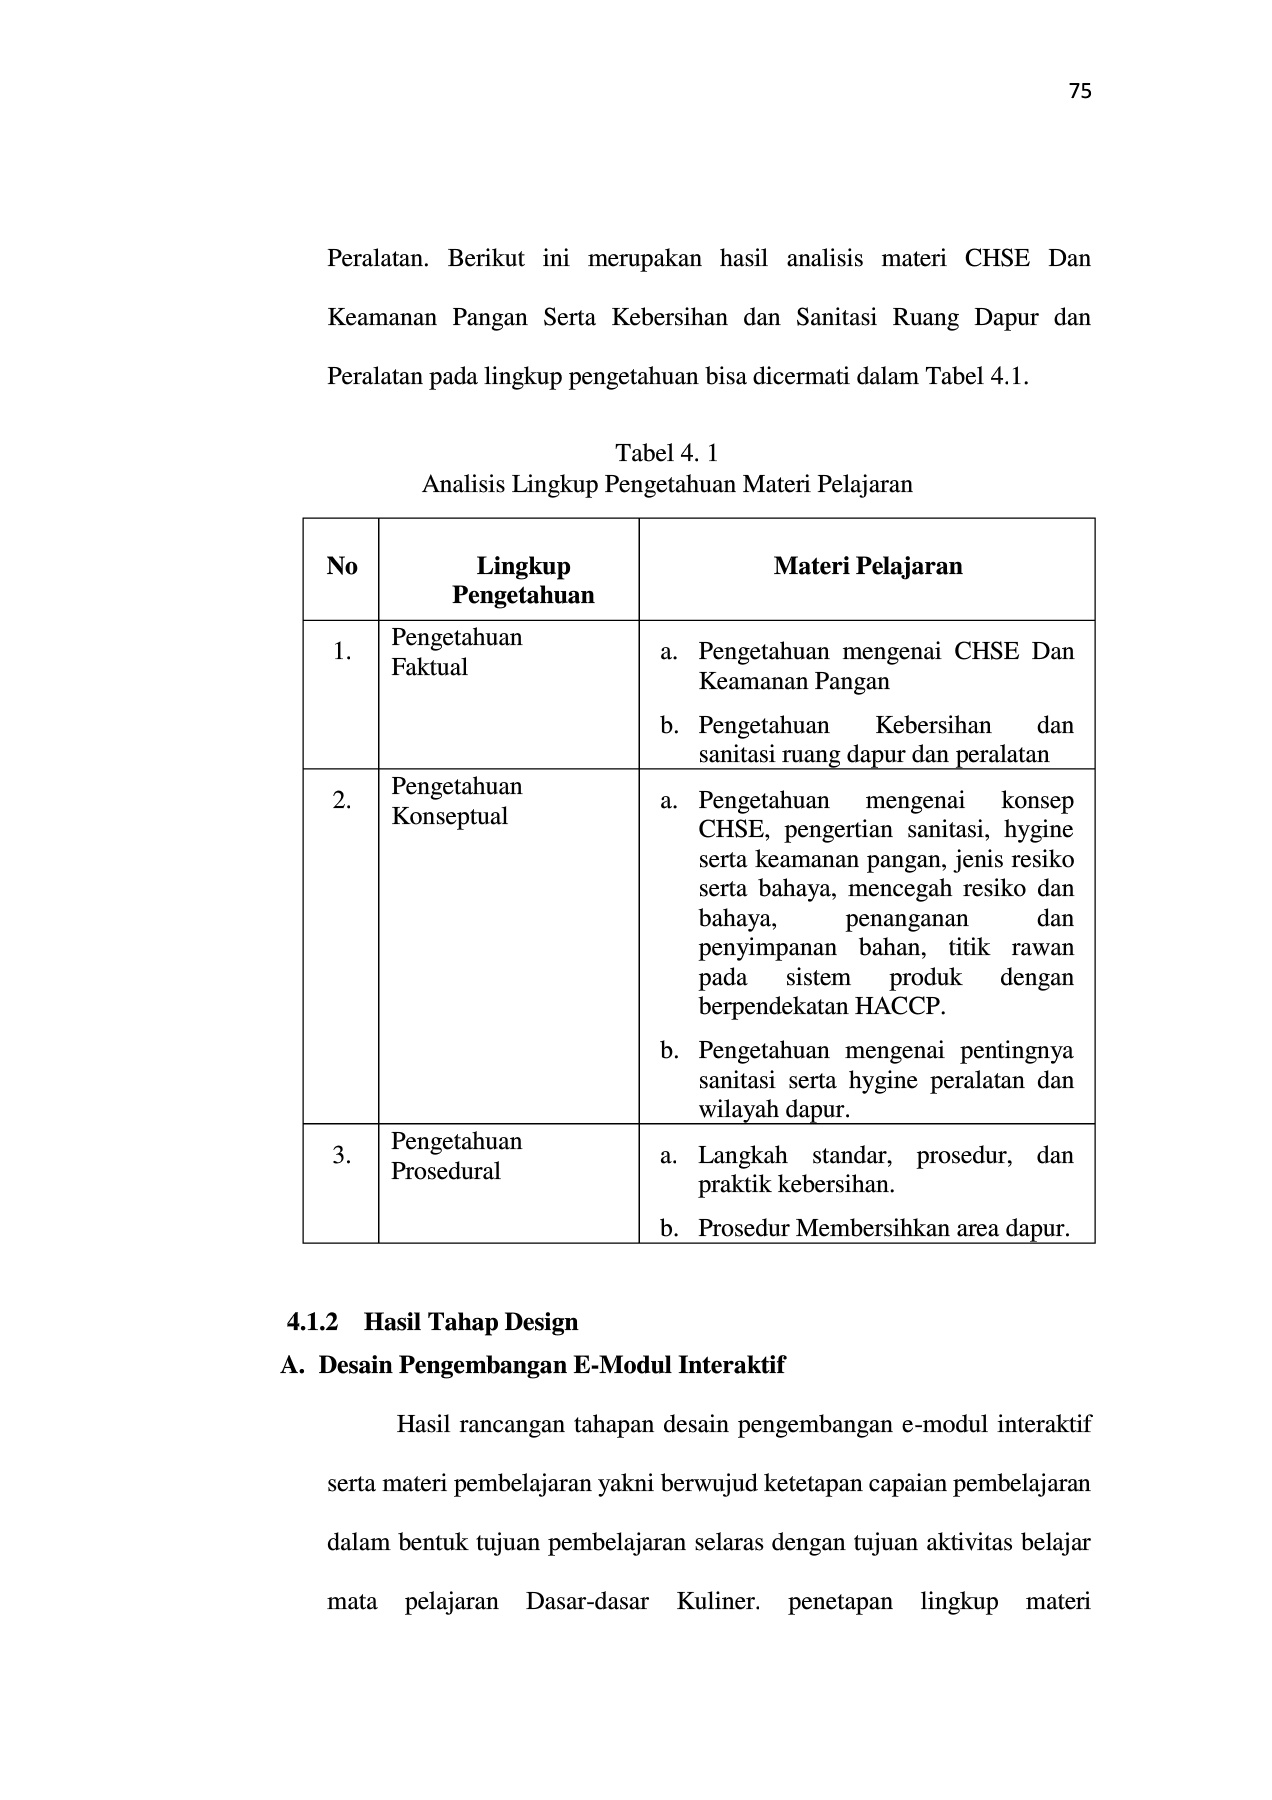 75
Peralatan. Berikut ini merupakan hasil analisis materi CHSE Dan
Keamanan Pangan Serta Kebersihan dan Sanitasi Ruang Dapur dan
Peralatan pada lingkup pengetahuan bisa dicermati dalam Tabel 4.1.
Tabel 4. 1
Analisis Lingkup Pengetahuan Materi Pelajaran
No
Lingkup
Pengetahuan
Materi Pelajaran
1.
Pengetahuan
Faktual
a. Pengetahuan mengenai CHSE Dan
Keamanan Pangan
b. Pengetahuan Kebersihan dan
sanitasi ruang dapur dan peralatan
2.
Pengetahuan
Konseptual
a. Pengetahuan mengenai konsep
CHSE, pengertian sanitasi, hygine
serta keamanan pangan, jenis resiko
serta bahaya, mencegah resiko dan
bahaya, penanganan dan
penyimpanan bahan, titik rawan
pada sistem produk dengan
berpendekatan HACCP.
b. Pengetahuan mengenai pentingnya
sanitasi serta hygine peralatan dan
wilayah dapur.
3.
Pengetahuan
Prosedural
a. Langkah standar, prosedur, dan
praktik kebersihan.
b. Prosedur Membersihkan area dapur.
4.1.2 Hasil Tahap Design
A. Desain Pengembangan E-Modul Interaktif
Hasil rancangan tahapan desain pengembangan e-modul interaktif
serta materi pembelajaran yakni berwujud ketetapan capaian pembelajaran
dalam bentuk tujuan pembelajaran selaras dengan tujuan aktivitas belajar
mata pelajaran Dasar-dasar Kuliner. penetapan lingkup materi